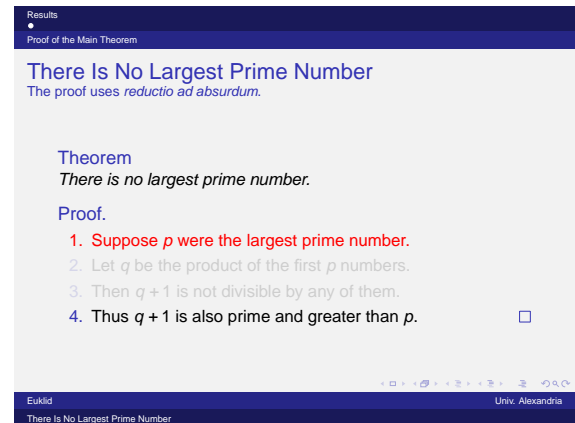 Results
Proof of the Main Theorem
There Is No Largest Prime Number
The proof uses reductio ad absurdum.
Theorem
There is no largest prime number.
Proof.
1. Suppose p were the largest prime number.
2. Let q be the product of the first p numbers.
3. Then q + 1 is not divisible by any of them.
4. Thus q + 1 is also prime and greater than p.
Euklid Univ. Alexandria
There Is No Largest Prime Number